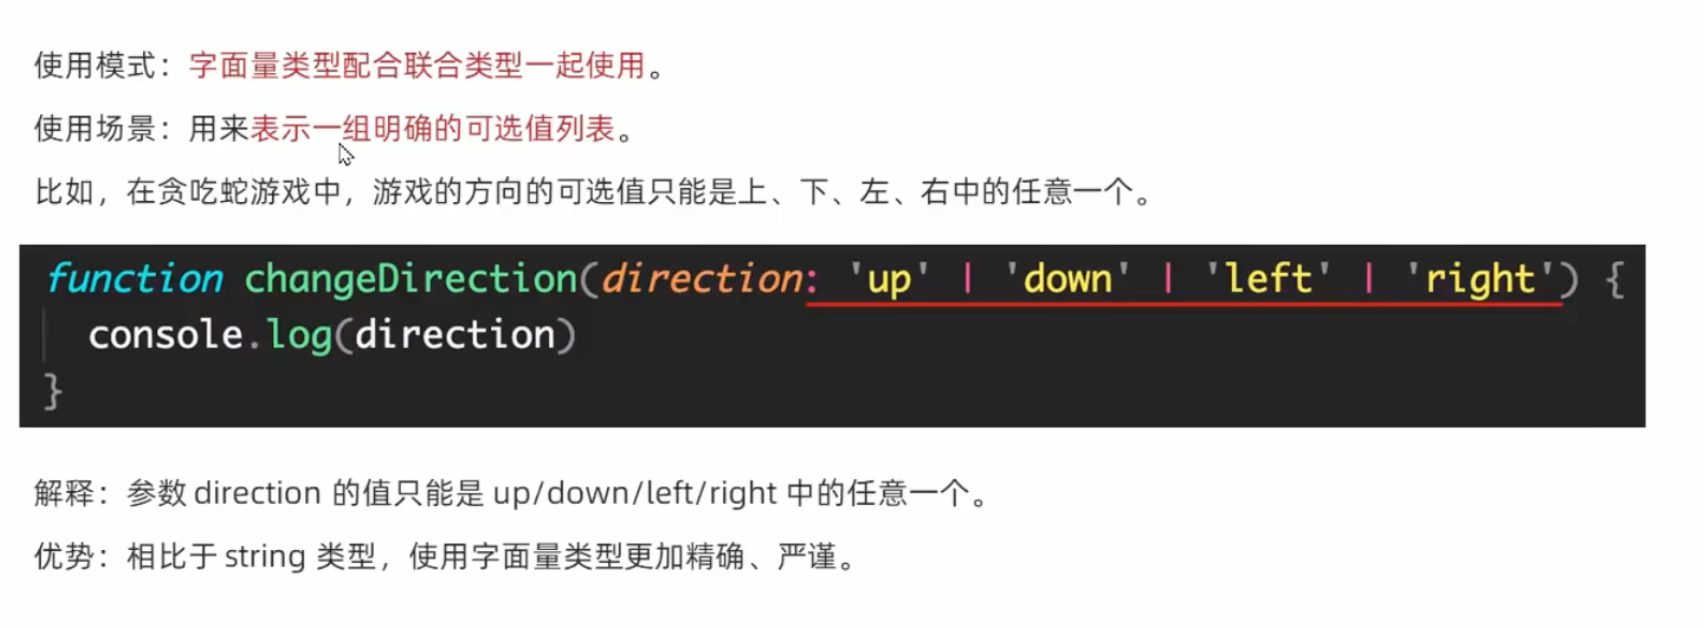 使用模式：字面量类型配合联合类型一起使用。
使用场景：用来表示一组明确的可选值列表。
比如，在贪吃蛇游戏中，游戏的方向的可选值只能是上、下、左、右中的任意一个。
function changeDirection(direction: 'up' | 'down' | 'left' | 'right') {
console.log(direction)
}
解释：参数 direction 的值只能是 up/down/left/right 中的任意一个。
优势：相比于 string 类型，使用字面量类型更加精确、严谨。